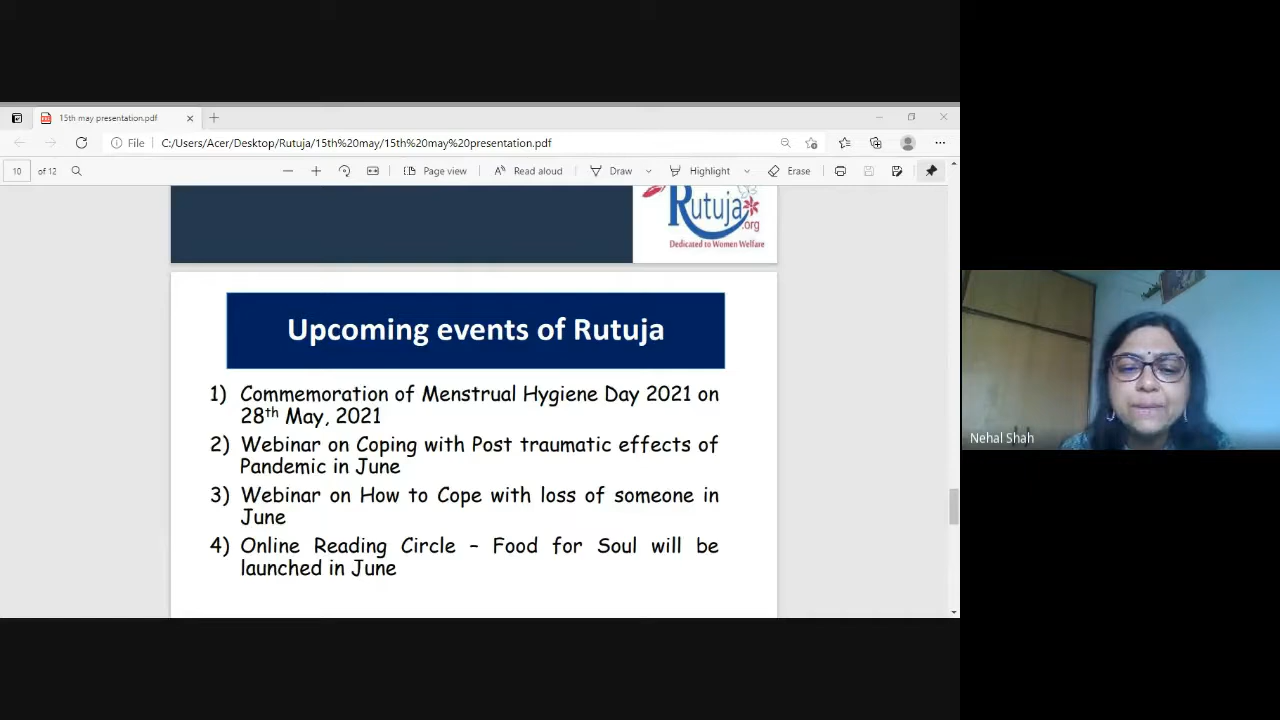 15th may presentation.pdf
File C:/Users/Acer/Desktop/Rutuja/15th%20may/15th%20may%20presentation.pdf
10 of 12 Page view Read aloud Draw Highlight Erase
Rutuja
.org
Dedicated to Women Welfare
Upcoming events of Rutuja
1) Commemoration of Menstrual Hygiene Day 2021 on
28th May, 2021
2) Webinar on Coping with Post traumatic effects of
Pandemic in June
3) Webinar on How to Cope with loss of someone in
June
4) Online Reading Circle – Food for Soul will be
launched in June
Nehal Shah